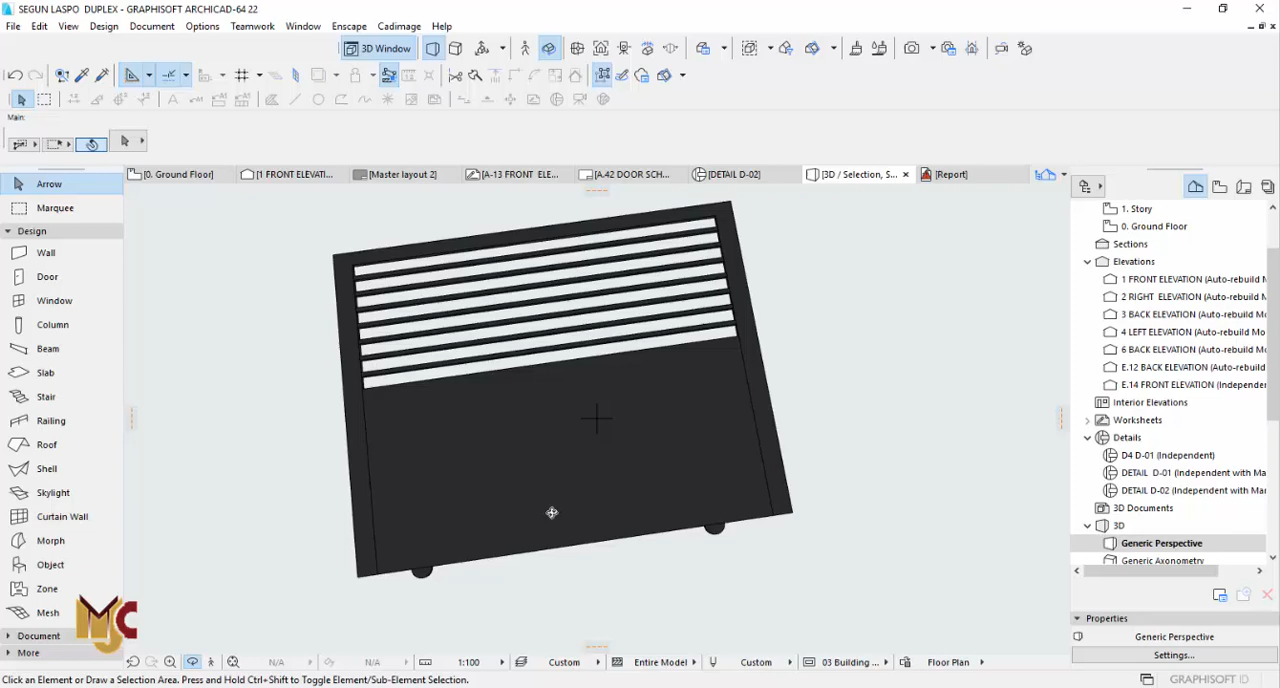 SEGUN LASPO DUPLEX - GRAPHISOFT ARCHICAD-64 22
File Edit View Design Document Options Teamwork Window Enscape Cadimage Help
3D Window
Main:
[0. Ground Floor] [1 FRONT ELEVATI... [Master layout 2] [A-13 FRONT ELE... [A.42 DOOR SCH... [DETAIL D-02] [3D / Selection, S... [Report]
Arrow
Marquee
Design
Wall
Door
Window
Column
Beam
Slab
Stair
Railing
Roof
Shell
Skylight
Curtain Wall
Morph
Object
Zone
Mesh
Document
More
MJC
1. Story
0. Ground Floor
Sections
Elevations
1 FRONT ELEVATION (Auto-rebuild M
2 RIGHT ELEVATION (Auto-rebuild M
3 BACK ELEVATION (Auto-rebuild Mo
4 LEFT ELEVATION (Auto-rebuild Mo
6 BACK ELEVATION (Auto-rebuild Mo
E.12 BACK ELEVATION (Auto-rebuild
E.14 FRONT ELEVATION (Independen
Interior Elevations
Worksheets
Details
D4 D-01 (Independent)
DETAIL D-01 (Independent with Mar
DETAIL D-02 (Independent with Mar
3D Documents
3D
Generic Perspective
Generic Axonometry
Properties
Generic Perspective
Settings...
N/A N/A 1:100 Custom Entire Model Custom 03 Building ... Floor Plan
Click an Element or Draw a Selection Area. Press and Hold Ctrl+Shift to Toggle Element/Sub-Element Selection.
GRAPHISOFT ID